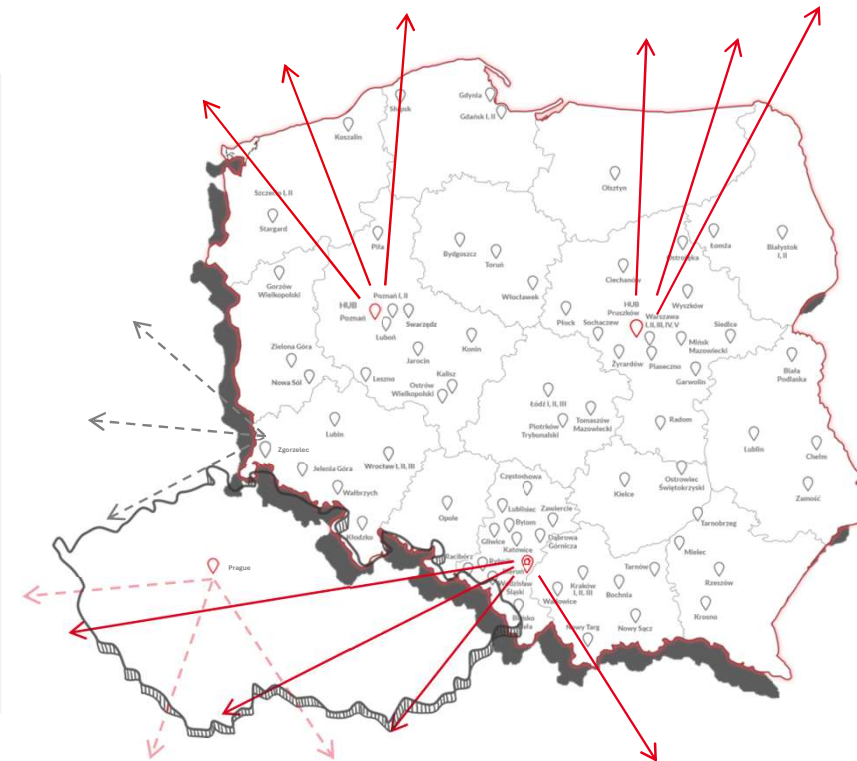 Gdynia
Słupsk
Gdańsk I, II
Koszalin
Olsztyn
Szczecin I, II
Stargard
Piła
Bydgoszcz
Toruń
Ostrołęka
Łomża
Białystok
I, II
Gorzów
Wielkopolski
Ciechanów
Włocławek
Wyszków
HUB
Poznań
Poznań I, II
Swarzędz
Luboń
Płock
HUB
Pruszków
Sochaczew
Warszawa
I, II, III, IV, V
Siedlce
Mińsk
Mazowiecki
Zielona Góra
Nowa Sól
Jarocin
Konin
Leszno
Kalisz
Ostrów
Wielkopolski
Żyrardów
Piaseczno
Garwolin
Biała
Podlaska
Łódź I, II, III
Tomaszów
Mazowiecki
Piotrków
Trybunalski
Radom
Lubin
Lublin
Chełm
Zgorzelec
Jelenia Góra
Wrocław I, II, III
Wałbrzych
Częstochowa
Kielce
Ostrowiec
Świętokrzyski
Zamość
Kłodzko
Opole
Lubliniec
Zawiercie
Bytom
Gliwice
Katowice
Dąbrowa
Górnicza
Tarnobrzeg
Mielec
Racibórz
Wodzisław
Śląski
Kraków
I, II, III
Tarnów
Bochnia
Rzeszów
Prague
Wadowice
Bielsko
Biała
Nowy Targ
Nowy Sącz
Krosno